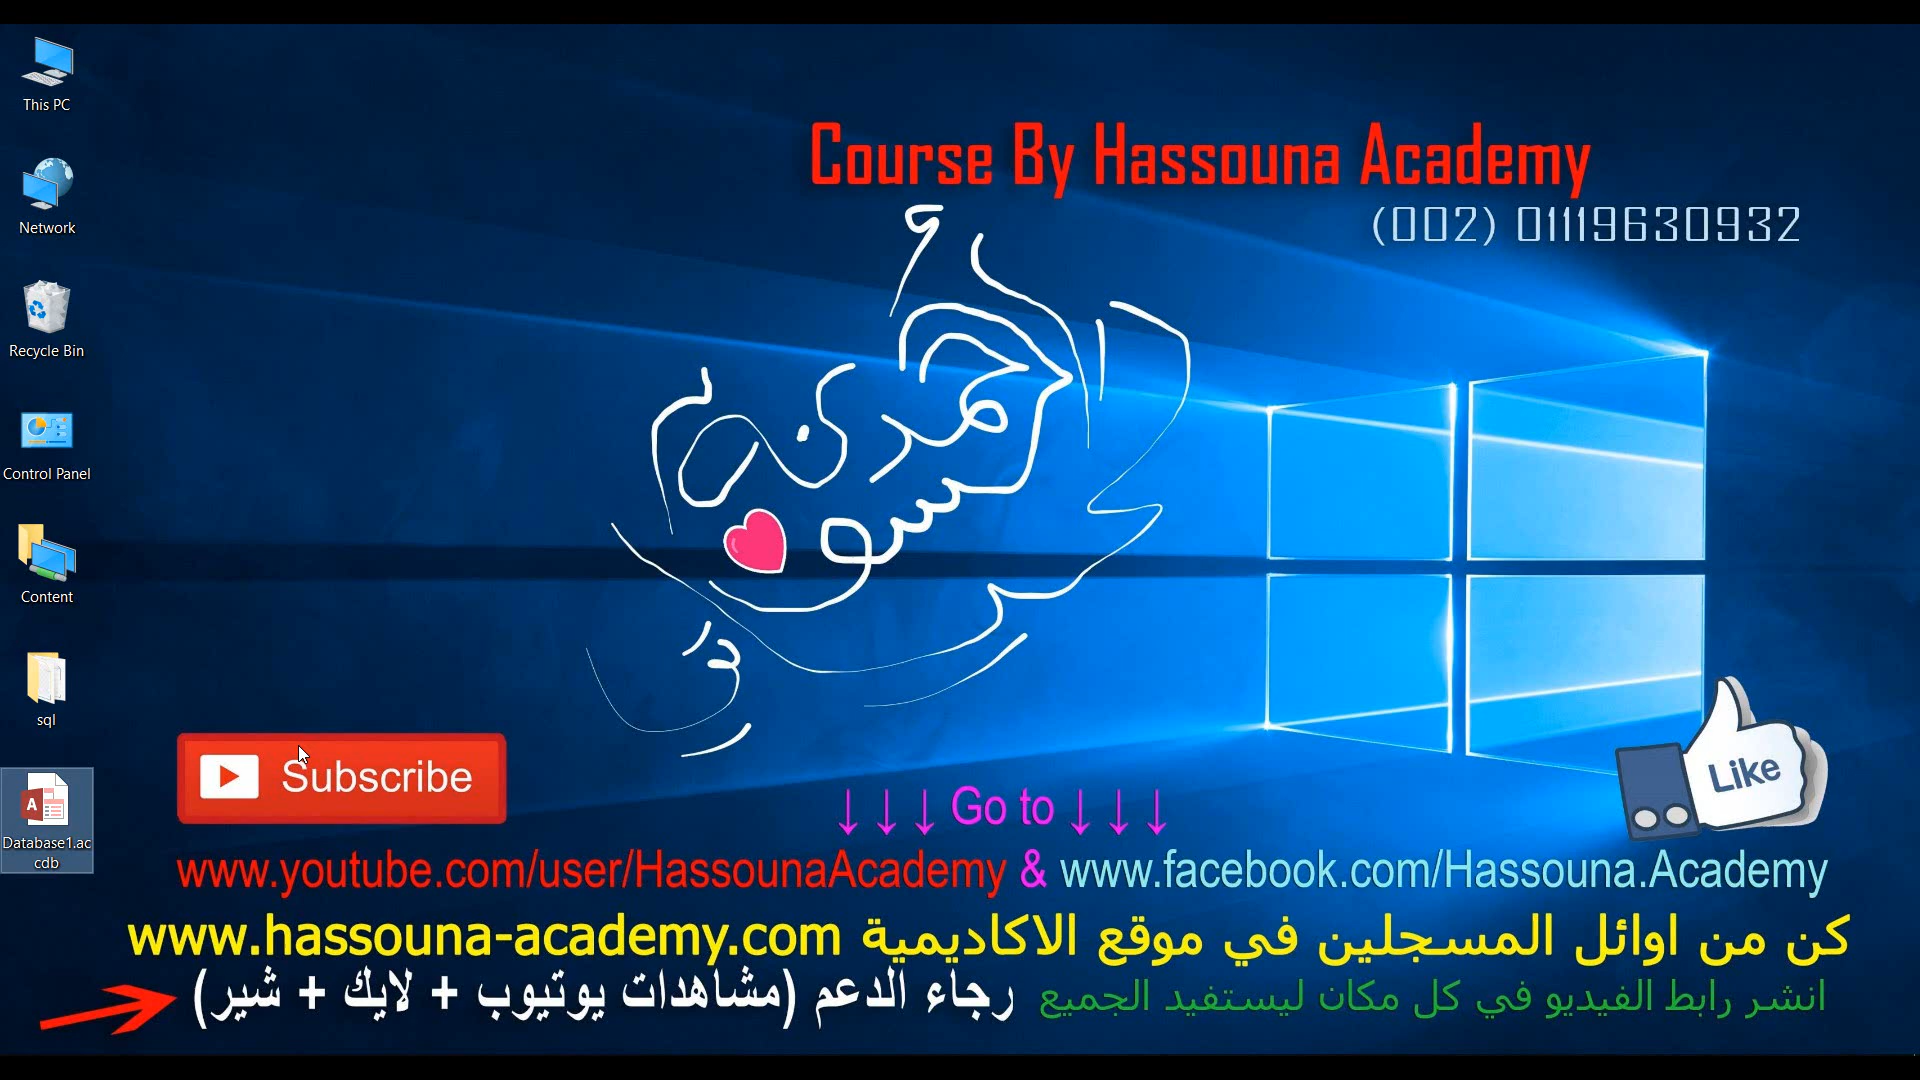 This PC
Network
Recycle Bin
Control Panel
Content
sql
Database1.ac
cdb
Course By Hassouna Academy
(002) 01119630932
Subscribe
Like
↓ ↓ ↓ Go to ↓ ↓ ↓
www.youtube.com/user/HassounaAcademy & www.facebook.com/Hassouna.Academy
كن من اوائل المسجلين في موقع الاكاديمية www.hassouna-academy.com
انشر رابط الفيديو في كل مكان ليستفيد الجميع رجاء الدعم (مشاهدات يوتيوب + لايك + شير)